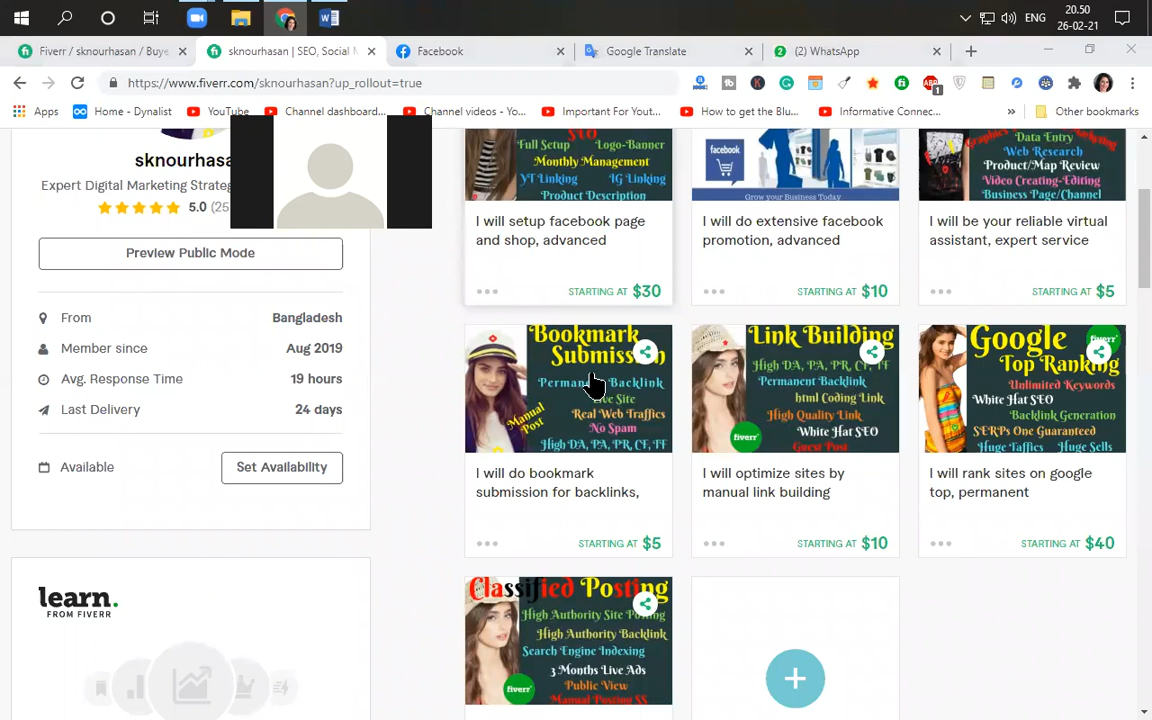 ENG
20.50
26-02-21
Fiverr / sknourhasan / Buye
sknourhasan | SEO, Social M
Facebook
Google Translate
(2) WhatsApp
https://www.fiverr.com/sknourhasan?up_rollout=true
Apps
Home - Dynalist
YouTube
Channel dashboard...
Channel videos - Yo...
Important For Yout...
How to get the Blu...
Informative Connec...
Other bookmarks
sknourhasa
Expert Digital Marketing Strateg
5.0 (25
Preview Public Mode
From
Bangladesh
Member since
Aug 2019
Avg. Response Time
19 hours
Last Delivery
24 days
Available
Set Availability
learn.
FROM FIVERR
SEO
Full Setup
Logo-Banner
Monthly Management
YT Linking
IG Linking
Product Description
I will setup facebook page
and shop, advanced
STARTING AT $30
facebook
Grow your Business Today
I will do extensive facebook
promotion, advanced
STARTING AT $10
Data Entry
Web Research
Product/Map Review
Video Creating-Editing
Business Page/Channel
I will be your reliable virtual
assistant, expert service
STARTING AT $5
Bookmark
Submission
Permanent Backlink
Live Site
Real Web Traffics
Manual
Post
No Spam
High DA, PA, PR, CF, TF
I will do bookmark
submission for backlinks,
STARTING AT $5
Link Building
High DA, PA, PR, CF, TF
Permanent Backlink
html Coding Link
High Quality Link
White Hat SEO
Guest Post
fiverr
I will optimize sites by
manual link building
STARTING AT $10
Google
fiverr
Top Ranking
Unlimited Keywords
White Hat SEO
Backlink Generation
SERPs One Guaranteed
Huge Taffics
Huge Sells
I will rank sites on google
top, permanent
STARTING AT $40
Classified Posting
High Authority Site Posting
High Authority Backlink
Search Engine Indexing
3 Months Live Ads
Public View
Manual Posting SS
fiverr